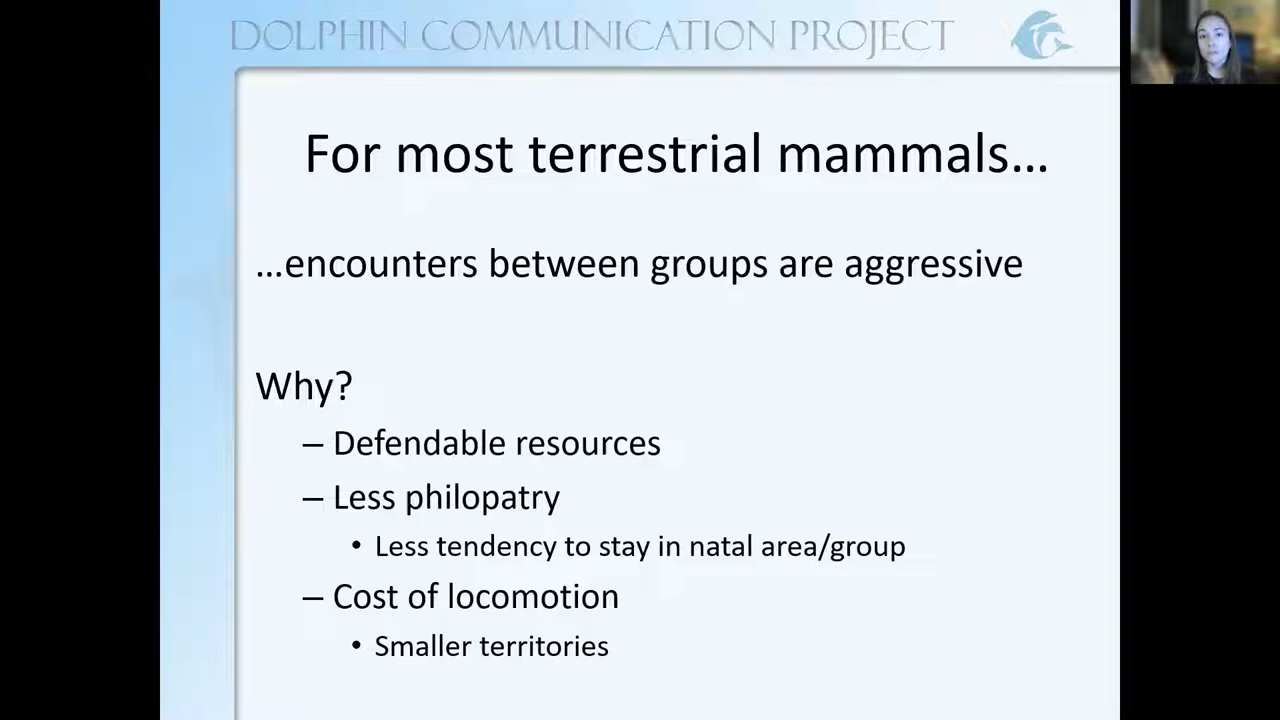 DOLPHIN COMMUNICATION PROJECT
For most terrestrial mammals…
…encounters between groups are aggressive
Why?
– Defendable resources
– Less philopatry
• Less tendency to stay in natal area/group
– Cost of locomotion
• Smaller territories